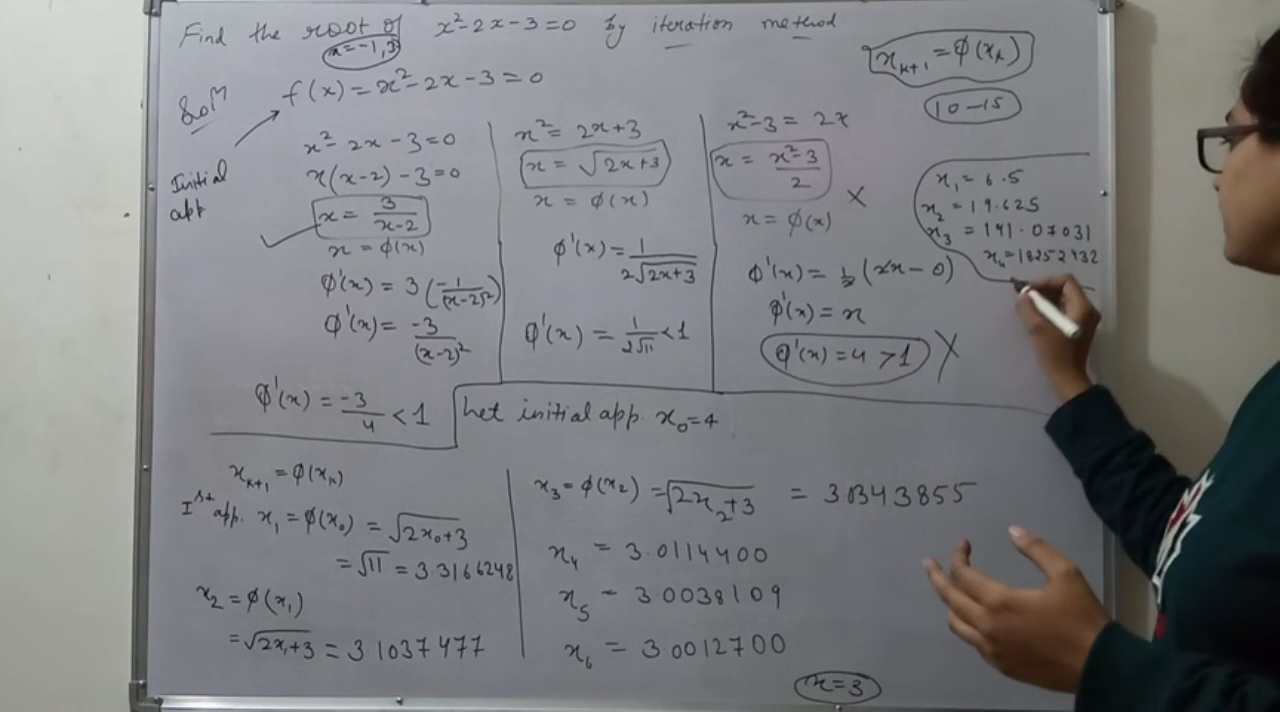 Find the root of x²-2x-3=0 by iteration method
x=-1,3
x_{k+1} = φ(x_k)
10-15
Solⁿ
f(x) = x²-2x-3=0
Initial
app
x²-2x-3=0
x(x-2)-3=0
x = 3/(x-2)
x = φ(x)
φ'(x) = 3(-1/(x-2)²)
φ'(x) = -3/(x-2)²
φ'(x) = -3/4 < 1
x² = 2x+3
x = √(2x+3)
x = φ(x)
φ'(x) = 1/(2√(2x+3))
φ'(x) = 1/(2√11) < 1
x²-3 = 2x
x = (x²-3)/2 ×
x = φ(x)
φ'(x) = 1/2 (2x-0)
φ'(x) = x
φ'(x) = 4 > 1 ×
x₁ = 6.5
x₂ = 19.625
x₃ = 191.07031
x₄ = 18252.432
Let initial app. x₀=4
x_{k+1} = φ(x_k)
Iˢᵗ app. x₁ = φ(x₀) = √(2x₀+3)
= √11 = 3.3166248
x₂ = φ(x₁)
= √(2x₁+3) = 3.1037477
x₃ = φ(x₂) = √(2x₂+3) = 3.0343855
x₄ = 3.0114400
x₅ = 3.0038109
x₆ = 3.0012700
x=3